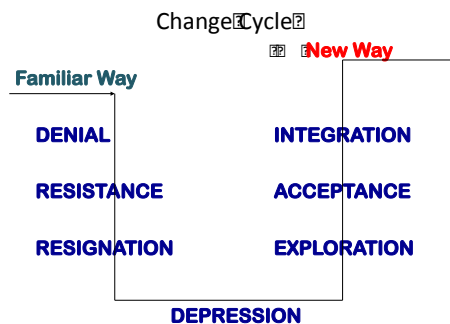 Change Cycle
New Way
Familiar Way
DENIAL
INTEGRATION
RESISTANCE
ACCEPTANCE
RESIGNATION
EXPLORATION
DEPRESSION